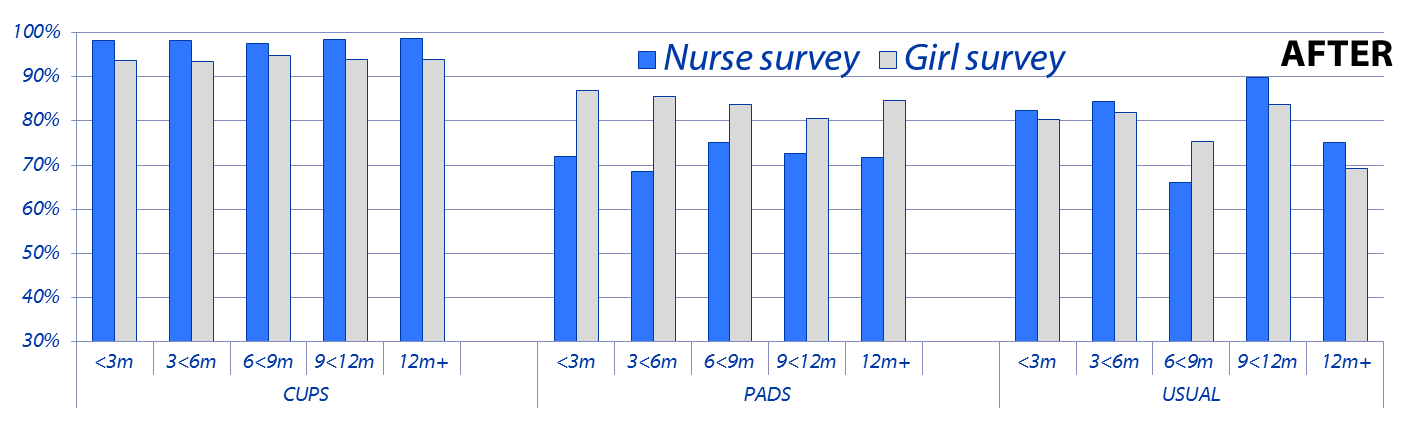 100%
Nurse survey Girl survey
AFTER
90%
80%
70%
60%
50%
40%
30%
<3m 3<6m 6<9m 9<12m 12m+ <3m 3<6m 6<9m 9<12m 12m+ <3m 3<6m 6<9m 9<12m 12m+
CUPS PADS USUAL